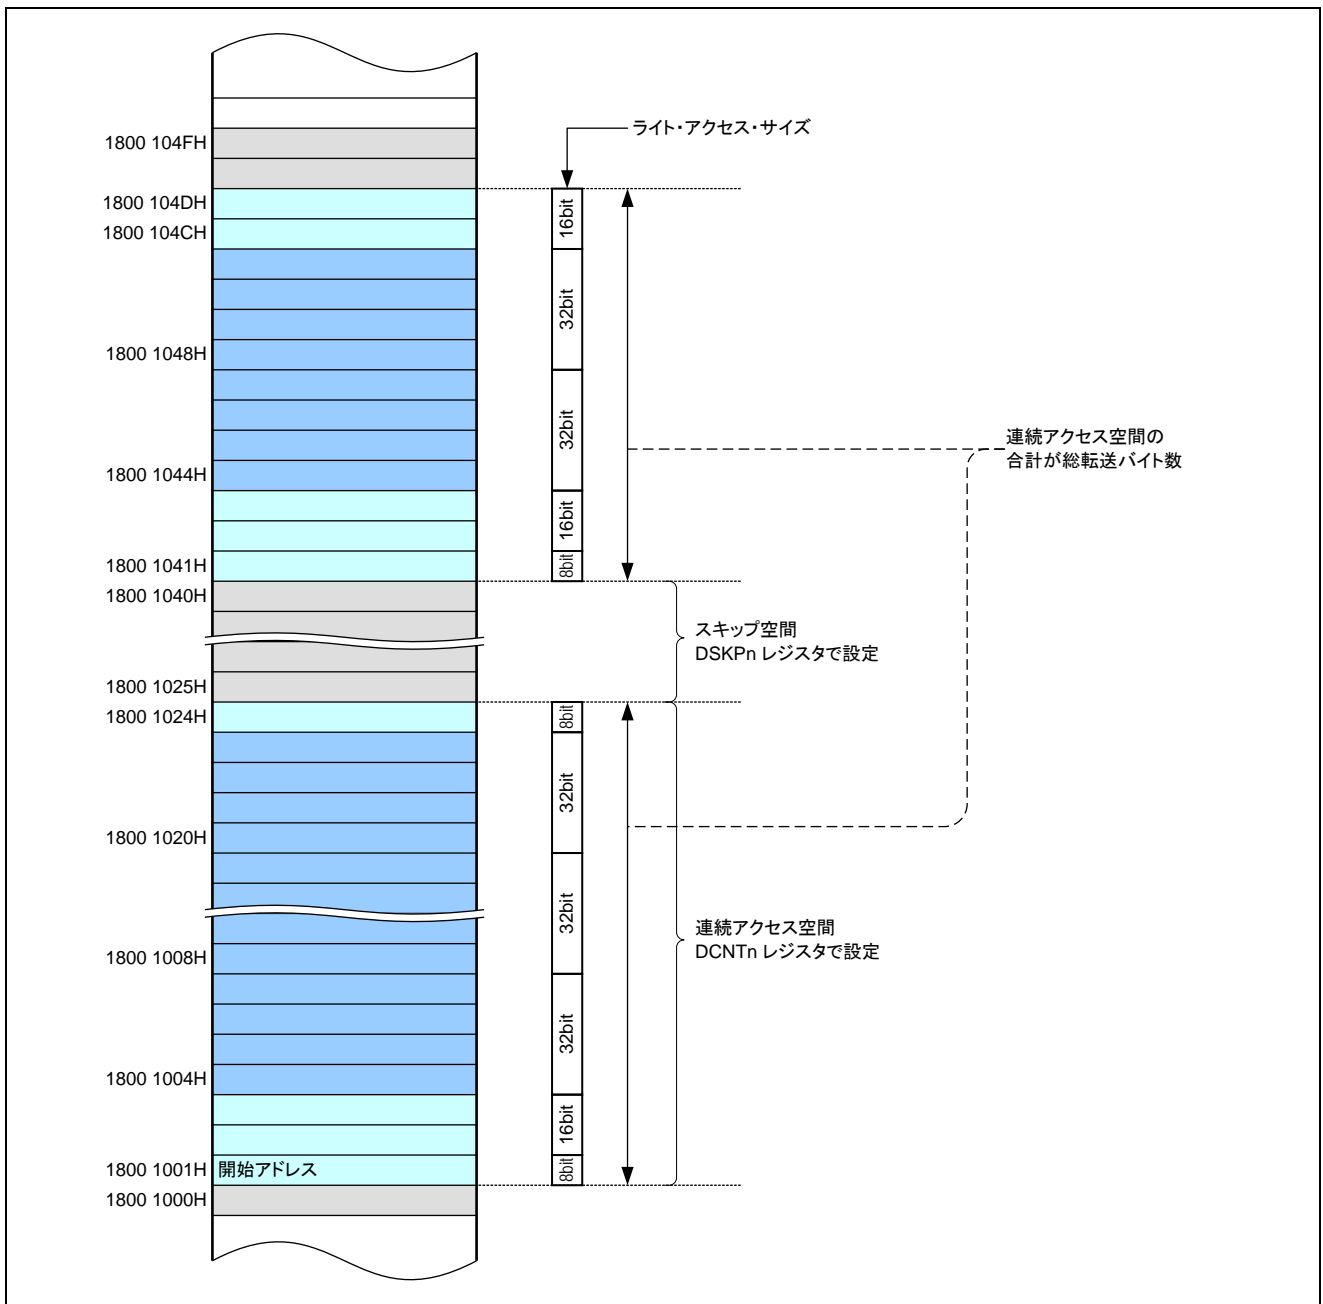 ライト・アクセス・サイズ
1800 104FH
1800 104DH
16bit
1800 104CH
32bit
1800 1048H
32bit
連続アクセス空間の
合計が総転送バイト数
1800 1044H
16bit
1800 1041H
8bit
1800 1040H
スキップ空間
DSKPn レジスタで設定
1800 1025H
1800 1024H
8bit
32bit
1800 1020H
32bit
連続アクセス空間
DCNTn レジスタで設定
1800 1008H
32bit
1800 1004H
16bit
1800 1001H 開始アドレス
8bit
1800 1000H